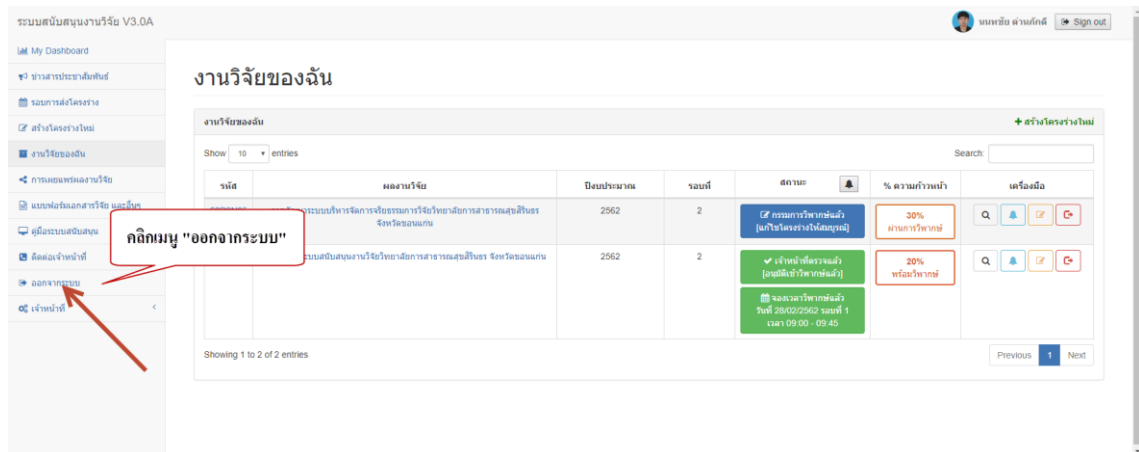 ระบบสนับสนุนงานวิจัย V3.0A
นนทชัย ด่านภักดี Sign out
My Dashboard
ข่าวสารประชาสัมพันธ์
รอบการส่งโครงร่าง
สร้างโครงร่างใหม่
งานวิจัยของฉัน
การเผยแพร่ผลงานวิจัย
แบบฟอร์มเอกสารวิจัย และอื่นๆ
คู่มือระบบสนับสนุน
ติดต่อเจ้าหน้าที่
ออกจากระบบ
เจ้าหน้าที่
คลิกเมนู "ออกจากระบบ"
งานวิจัยของฉัน
งานวิจัยของฉัน + สร้างโครงร่างใหม่
Show 10 entries Search:
รหัส ผลงานวิจัย ปีงบประมาณ รอบที่ สถานะ % ความก้าวหน้า เครื่องมือ
ระบบบริหารจัดการจริยธรรมการวิจัยวิทยาลัยการสาธารณสุขสิรินธร
จังหวัดขอนแก่น
2562 2
กรรมการวิพากษ์แล้ว
[แก้ไขโครงร่างให้สมบูรณ์]
30%
ผ่านการวิพากษ์
ระบบสนับสนุนงานวิจัยวิทยาลัยการสาธารณสุขสิรินธร จังหวัดขอนแก่น
2562 2
เจ้าหน้าที่ตรวจแล้ว
[อนุมัติเข้าวิพากษ์แล้ว]
จองเวลาวิพากษ์แล้ว
วันที่ 28/02/2562 รอบที่ 1
เวลา 09:00 - 09:45
20%
พร้อมวิพากษ์
Showing 1 to 2 of 2 entries
Previous 1 Next